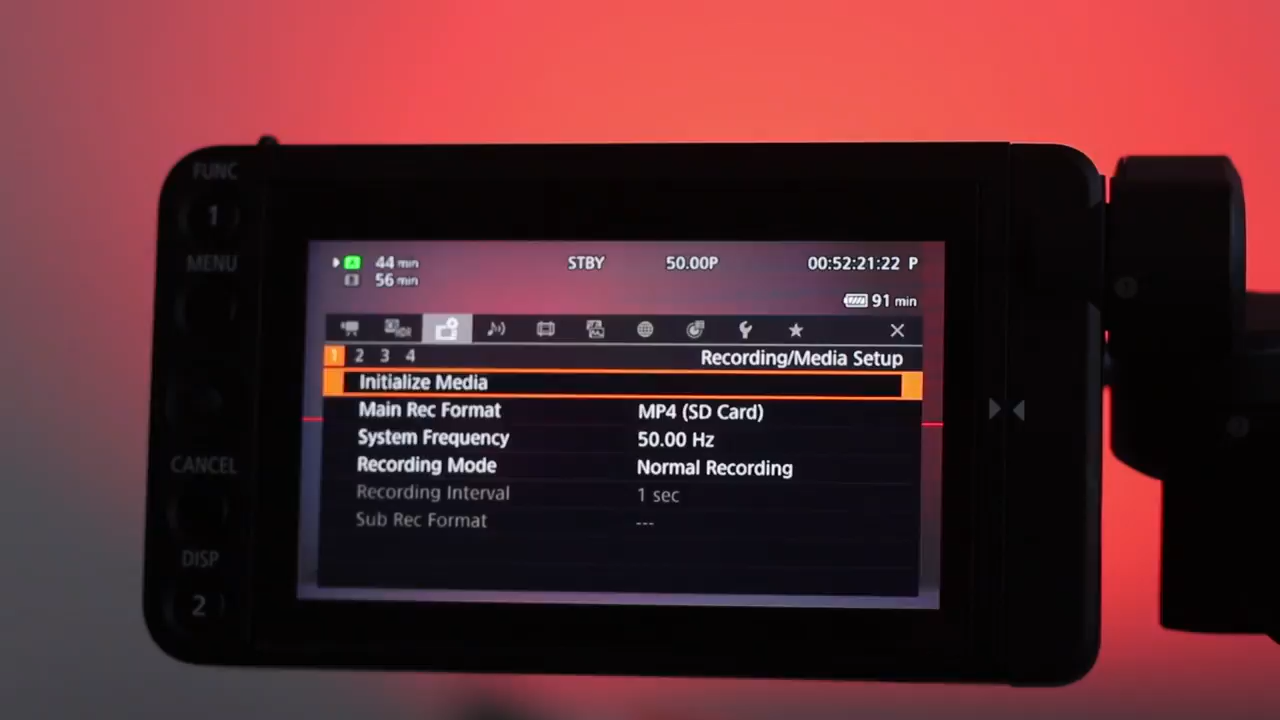 FUNC
1
MENU
CANCEL
DISP
2
A 44 min STBY 50.00P 00:52:21:22 P
B 56 min
91 min
HDR
1 2 3 4 Recording/Media Setup
Initialize Media
Main Rec Format MP4 (SD Card)
System Frequency 50.00 Hz
Recording Mode Normal Recording
Recording Interval 1 sec
Sub Rec Format ---